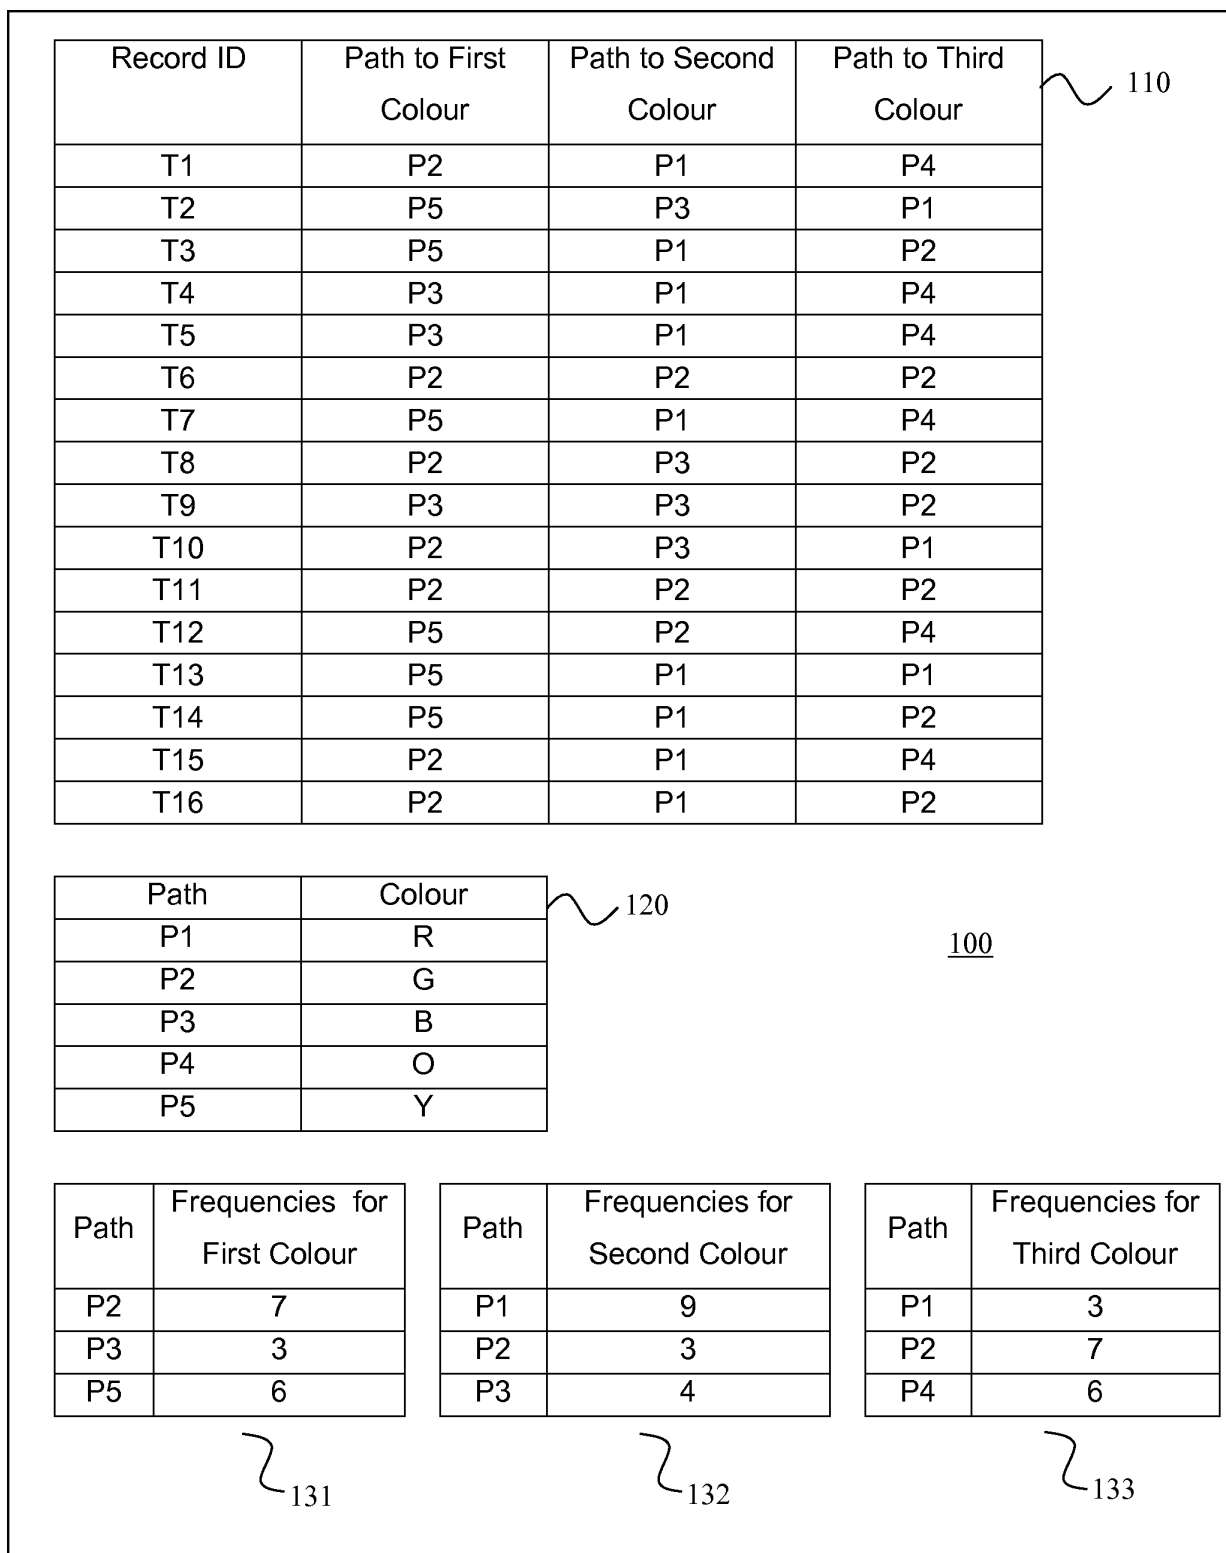 Record ID Path to First Colour Path to Second Colour Path to Third Colour
110
T1 P2 P1 P4
T2 P5 P3 P1
T3 P5 P1 P2
T4 P3 P1 P4
T5 P3 P1 P4
T6 P2 P2 P2
T7 P5 P1 P4
T8 P2 P3 P2
T9 P3 P3 P2
T10 P2 P3 P1
T11 P2 P2 P2
T12 P5 P2 P4
T13 P5 P1 P1
T14 P5 P1 P2
T15 P2 P1 P4
T16 P2 P1 P2
Path Colour
120
P1 R
P2 G
P3 B
P4 O
P5 Y
100
Path Frequencies for First Colour
P2 7
P3 3
P5 6
131
Path Frequencies for Second Colour
P1 9
P2 3
P3 4
132
Path Frequencies for Third Colour
P1 3
P2 7
P4 6
133